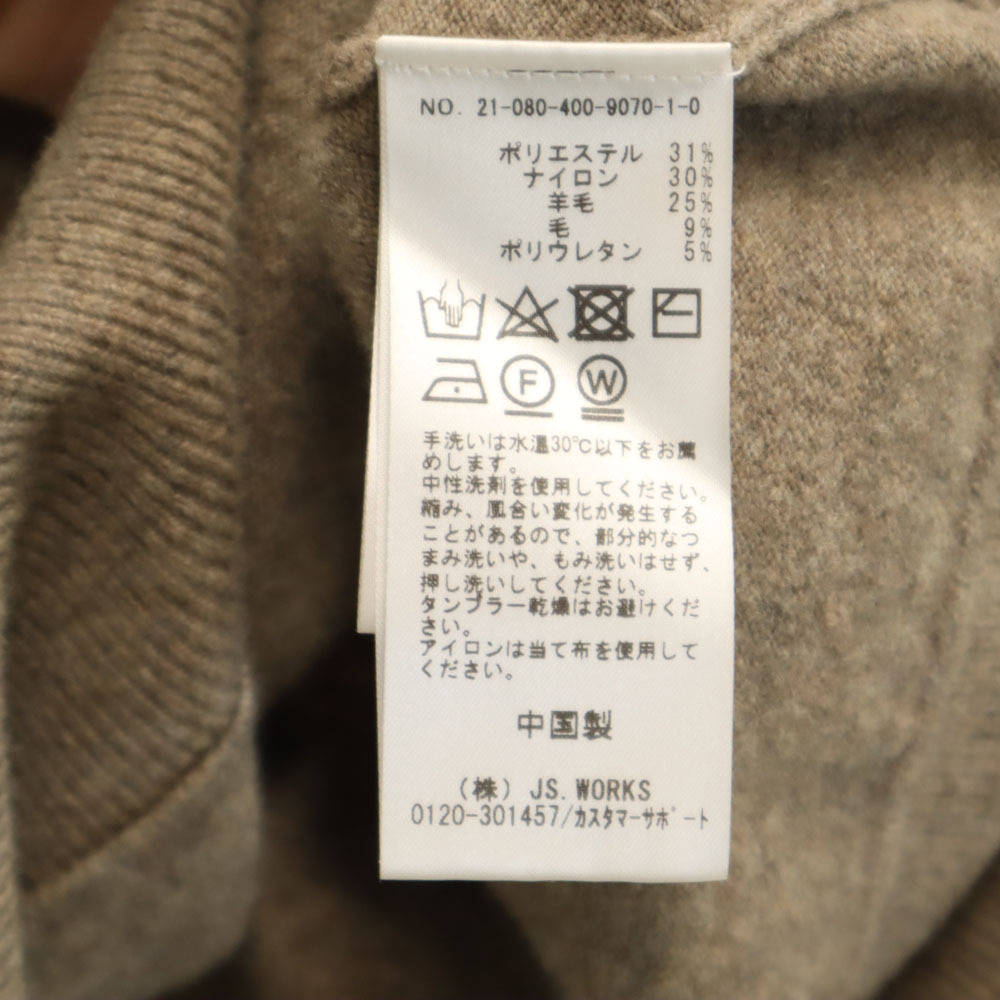 NO. 21-080-400-9070-1-0
ポリエステル 31%
ナイロン 30%
羊毛 25%
毛 9%
ポリウレタン 5%
F W
手洗いは水温30℃以下をお薦
めします。
中性洗剤を使用してください。
縮み、風合い変化が発生する
ことがあるので、部分的なつ
まみ洗いや、もみ洗いはせず、
押し洗いしてください。
タンブラー乾燥はお避けくだ
さい。
アイロンは当て布を使用して
ください。
中国製
(株) JS.WORKS
0120-301457/カスタマーサポート